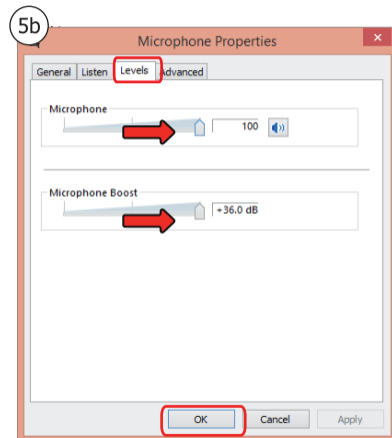 5b
Microphone Properties
General Listen Levels Advanced
Microphone
100
Microphone Boost
+36.0 dB
OK Cancel Apply